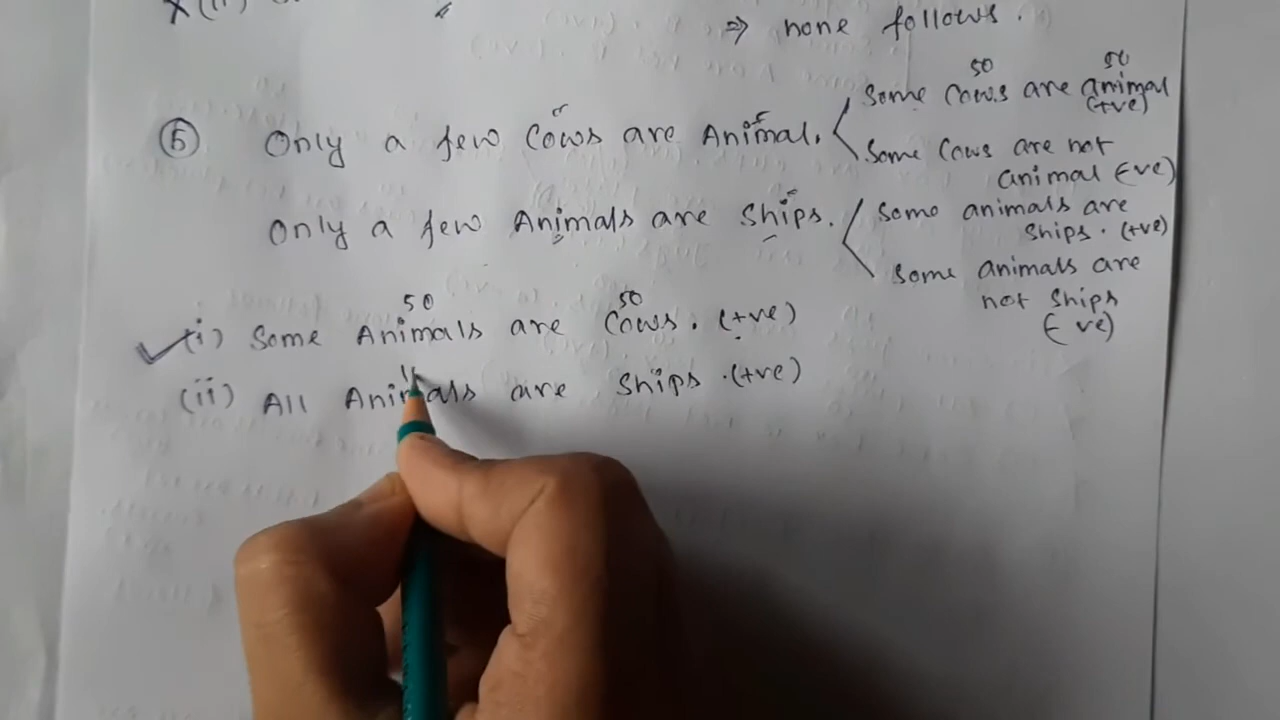 X (ii)
⇒ none follows.
50 50
Some Cows are animal
(+ve)
⑤ Only a few Cows are Animal.
Some Cows are not
animal (-ve)
Only a few Animals are Ships.
Some animals are
Ships. (+ve)
Some animals are
not Ships
(-ve)
50 50
✓(i) Some Animals are Cows. (+ve)
(ii) All Animals are Ships. (+ve)